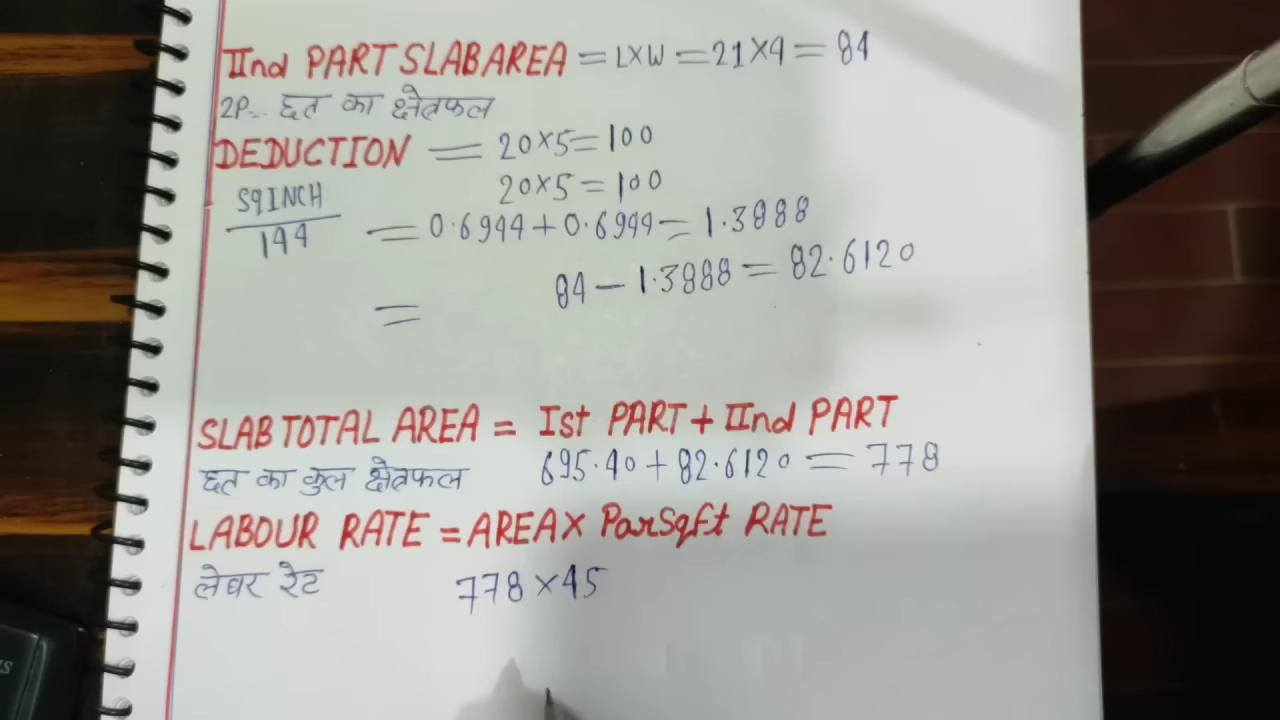 IInd PART SLAB AREA = L×W = 21×4 = 84
2P.. छत का क्षेत्रफल
DEDUCTION = 20×5=100
20×5=100
SqINCH/144 = 0.6944+0.6944=1.3888
= 84-1.3888=82.6120
SLAB TOTAL AREA = Ist PART + IInd PART
छत का कुल क्षेत्रफल 695.40+82.6120=778
LABOUR RATE = AREA× ParSqft RATE
लेबर रेट 778×45